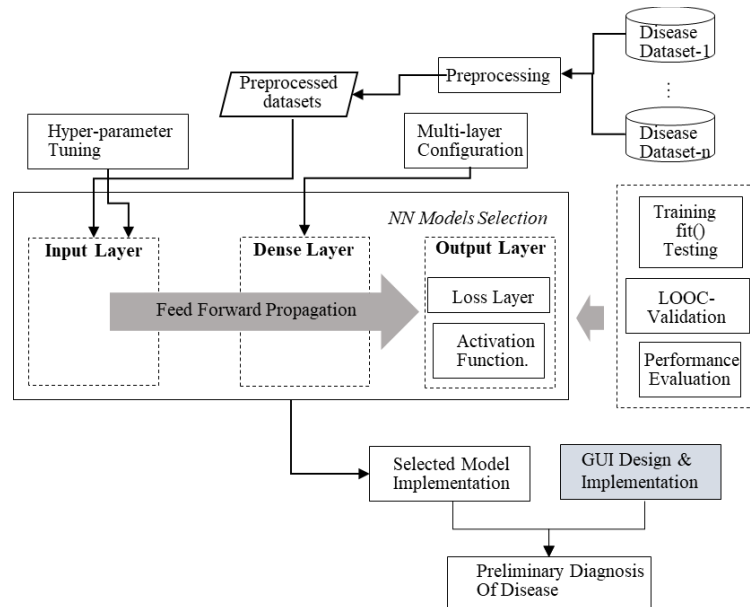 Disease
Dataset-1
Preprocessing
Preprocessed
datasets
⋮
Disease
Dataset-n
Hyper-parameter
Tuning
Multi-layer
Configuration
NN Models Selection
Input Layer
Dense Layer
Output Layer
Feed Forward Propagation
Loss Layer
Activation
Function.
Training
fit()
Testing
LOOC-
Validation
Performance
Evaluation
Selected Model
Implementation
GUI Design &
Implementation
Preliminary Diagnosis
Of Disease